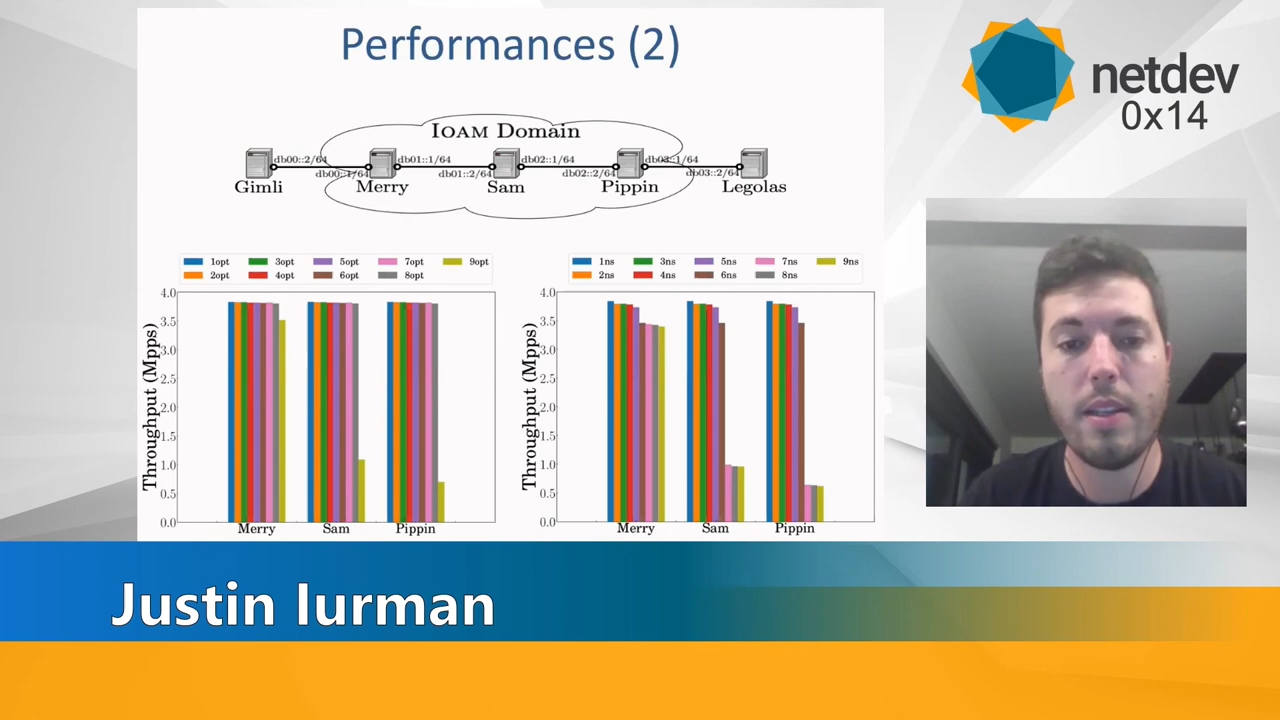 Performances (2)
IOAM Domain
db00::2/64
db01::1/64
db02::1/64
db03::1/64
db00::1/64
db01::2/64
db02::2/64
db03::2/64
Gimli
Merry
Sam
Pippin
Legolas
1opt 3opt 5opt 7opt 9opt
2opt 4opt 6opt 8opt
4.0
3.5
3.0
2.5
2.0
1.5
1.0
0.5
0.0
Throughput (Mpps)
Merry Sam Pippin
1ns 3ns 5ns 7ns 9ns
2ns 4ns 6ns 8ns
4.0
3.5
3.0
2.5
2.0
1.5
1.0
0.5
0.0
Throughput (Mpps)
Merry Sam Pippin
netdev
0x14
Justin Iurman